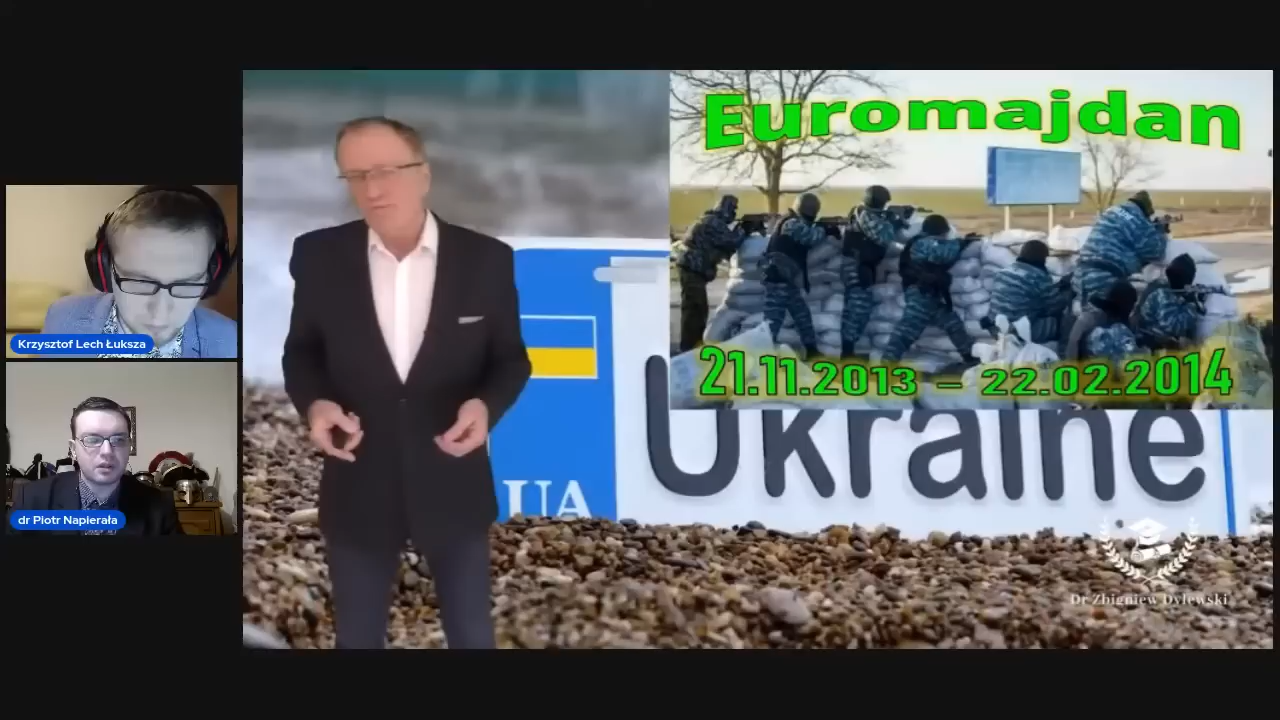 Euromajdan
21.11.2013 – 22.02.2014
Ukraine
UA
Krzysztof Lech Łuksza
dr Piotr Napierała
Dr Zbigniew Dylewski